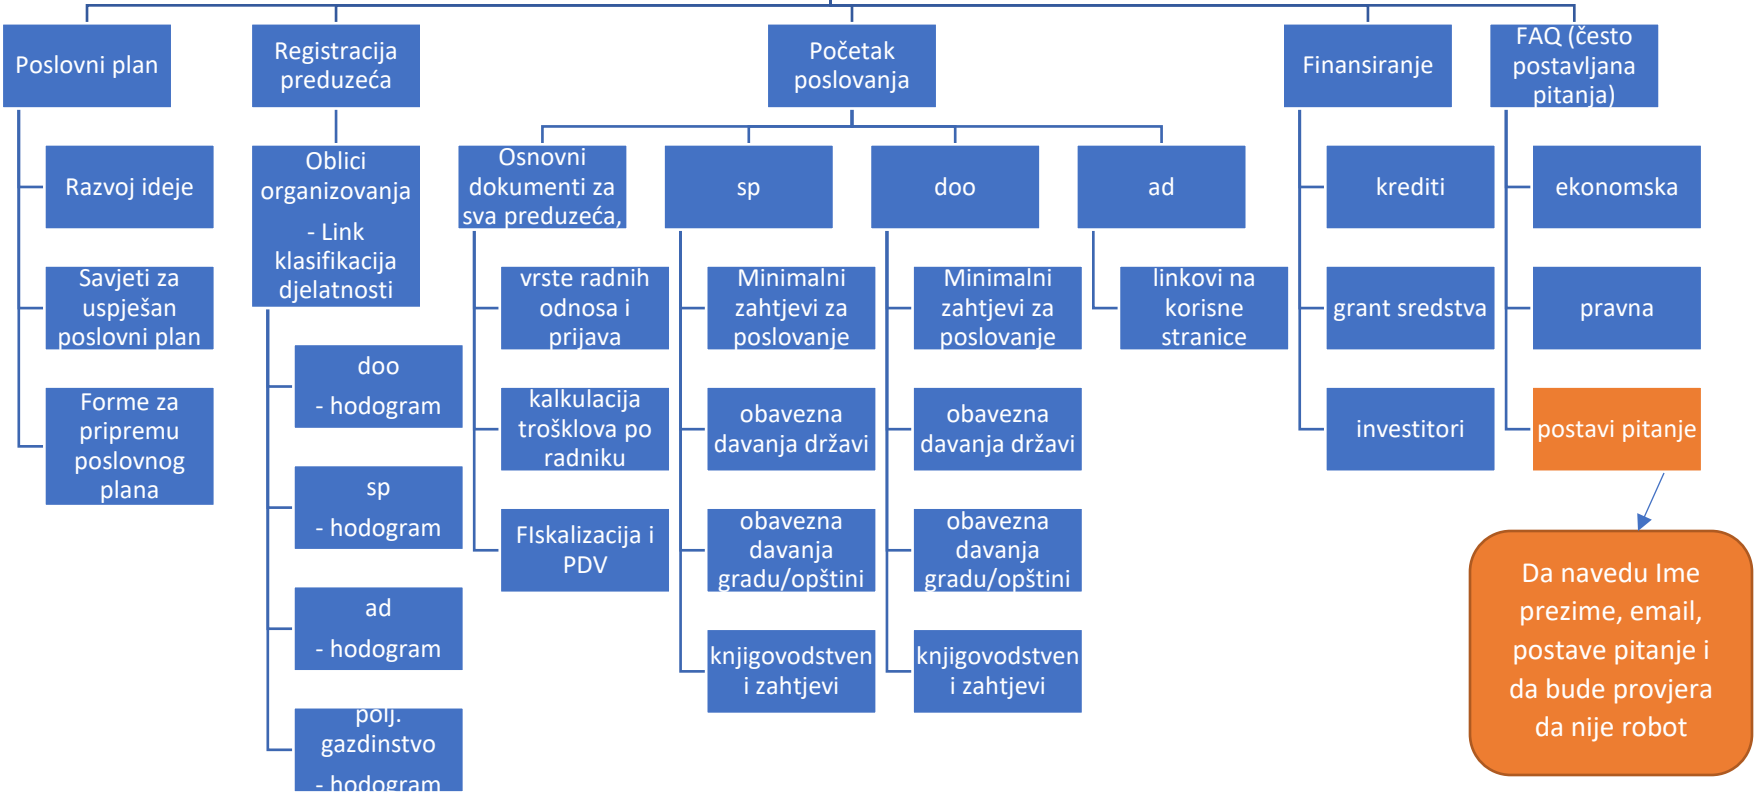 Poslovni plan
Razvoj ideje
Savjeti za
uspješan
poslovni plan
Forme za
pripremu
poslovnog
plana
Registracija
preduzeća
Oblici
organizovanja
- Link
klasifikacija
djelatnosti
doo
- hodogram
sp
- hodogram
ad
- hodogram
polj.
gazdinstvo
- hodogram
Početak
poslovanja
Osnovni
dokumenti za
sva preduzeća,
vrste radnih
odnosa i
prijava
kalkulacija
trošklova po
radniku
FIskalizacija i
PDV
sp
Minimalni
zahtjevi za
poslovanje
obavezna
davanja državi
obavezna
davanja
gradu/opštini
knjigovodstven
i zahtjevi
doo
Minimalni
zahtjevi za
poslovanje
obavezna
davanja državi
obavezna
davanja
gradu/opštini
knjigovodstven
i zahtjevi
ad
linkovi na
korisne
stranice
Finansiranje
krediti
grant sredstva
investitori
FAQ (često
postavljana
pitanja)
ekonomska
pravna
postavi pitanje
Da navedu Ime
prezime, email,
postave pitanje i
da bude provjera
da nije robot